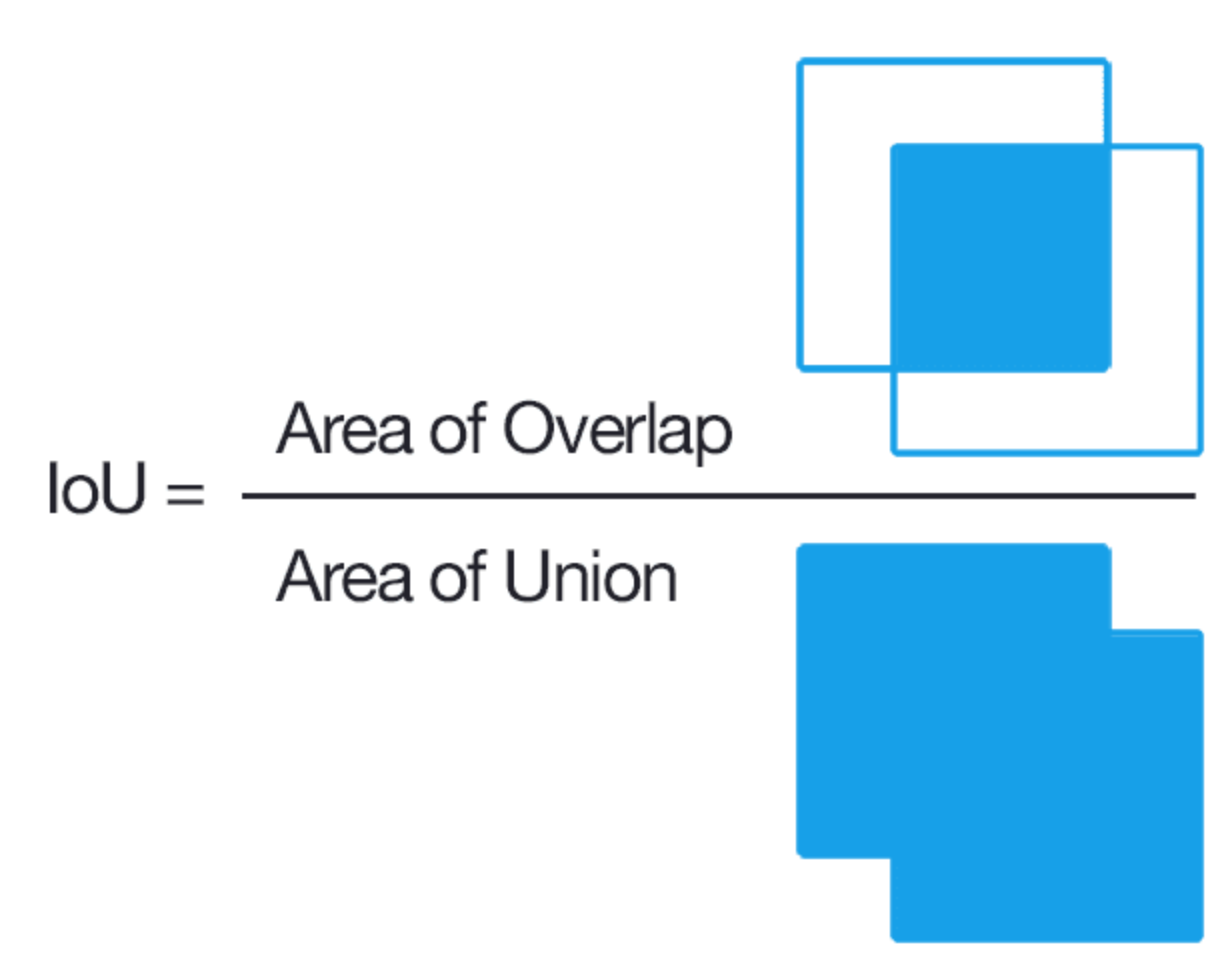 Area of Overlap
IoU =
Area of Union